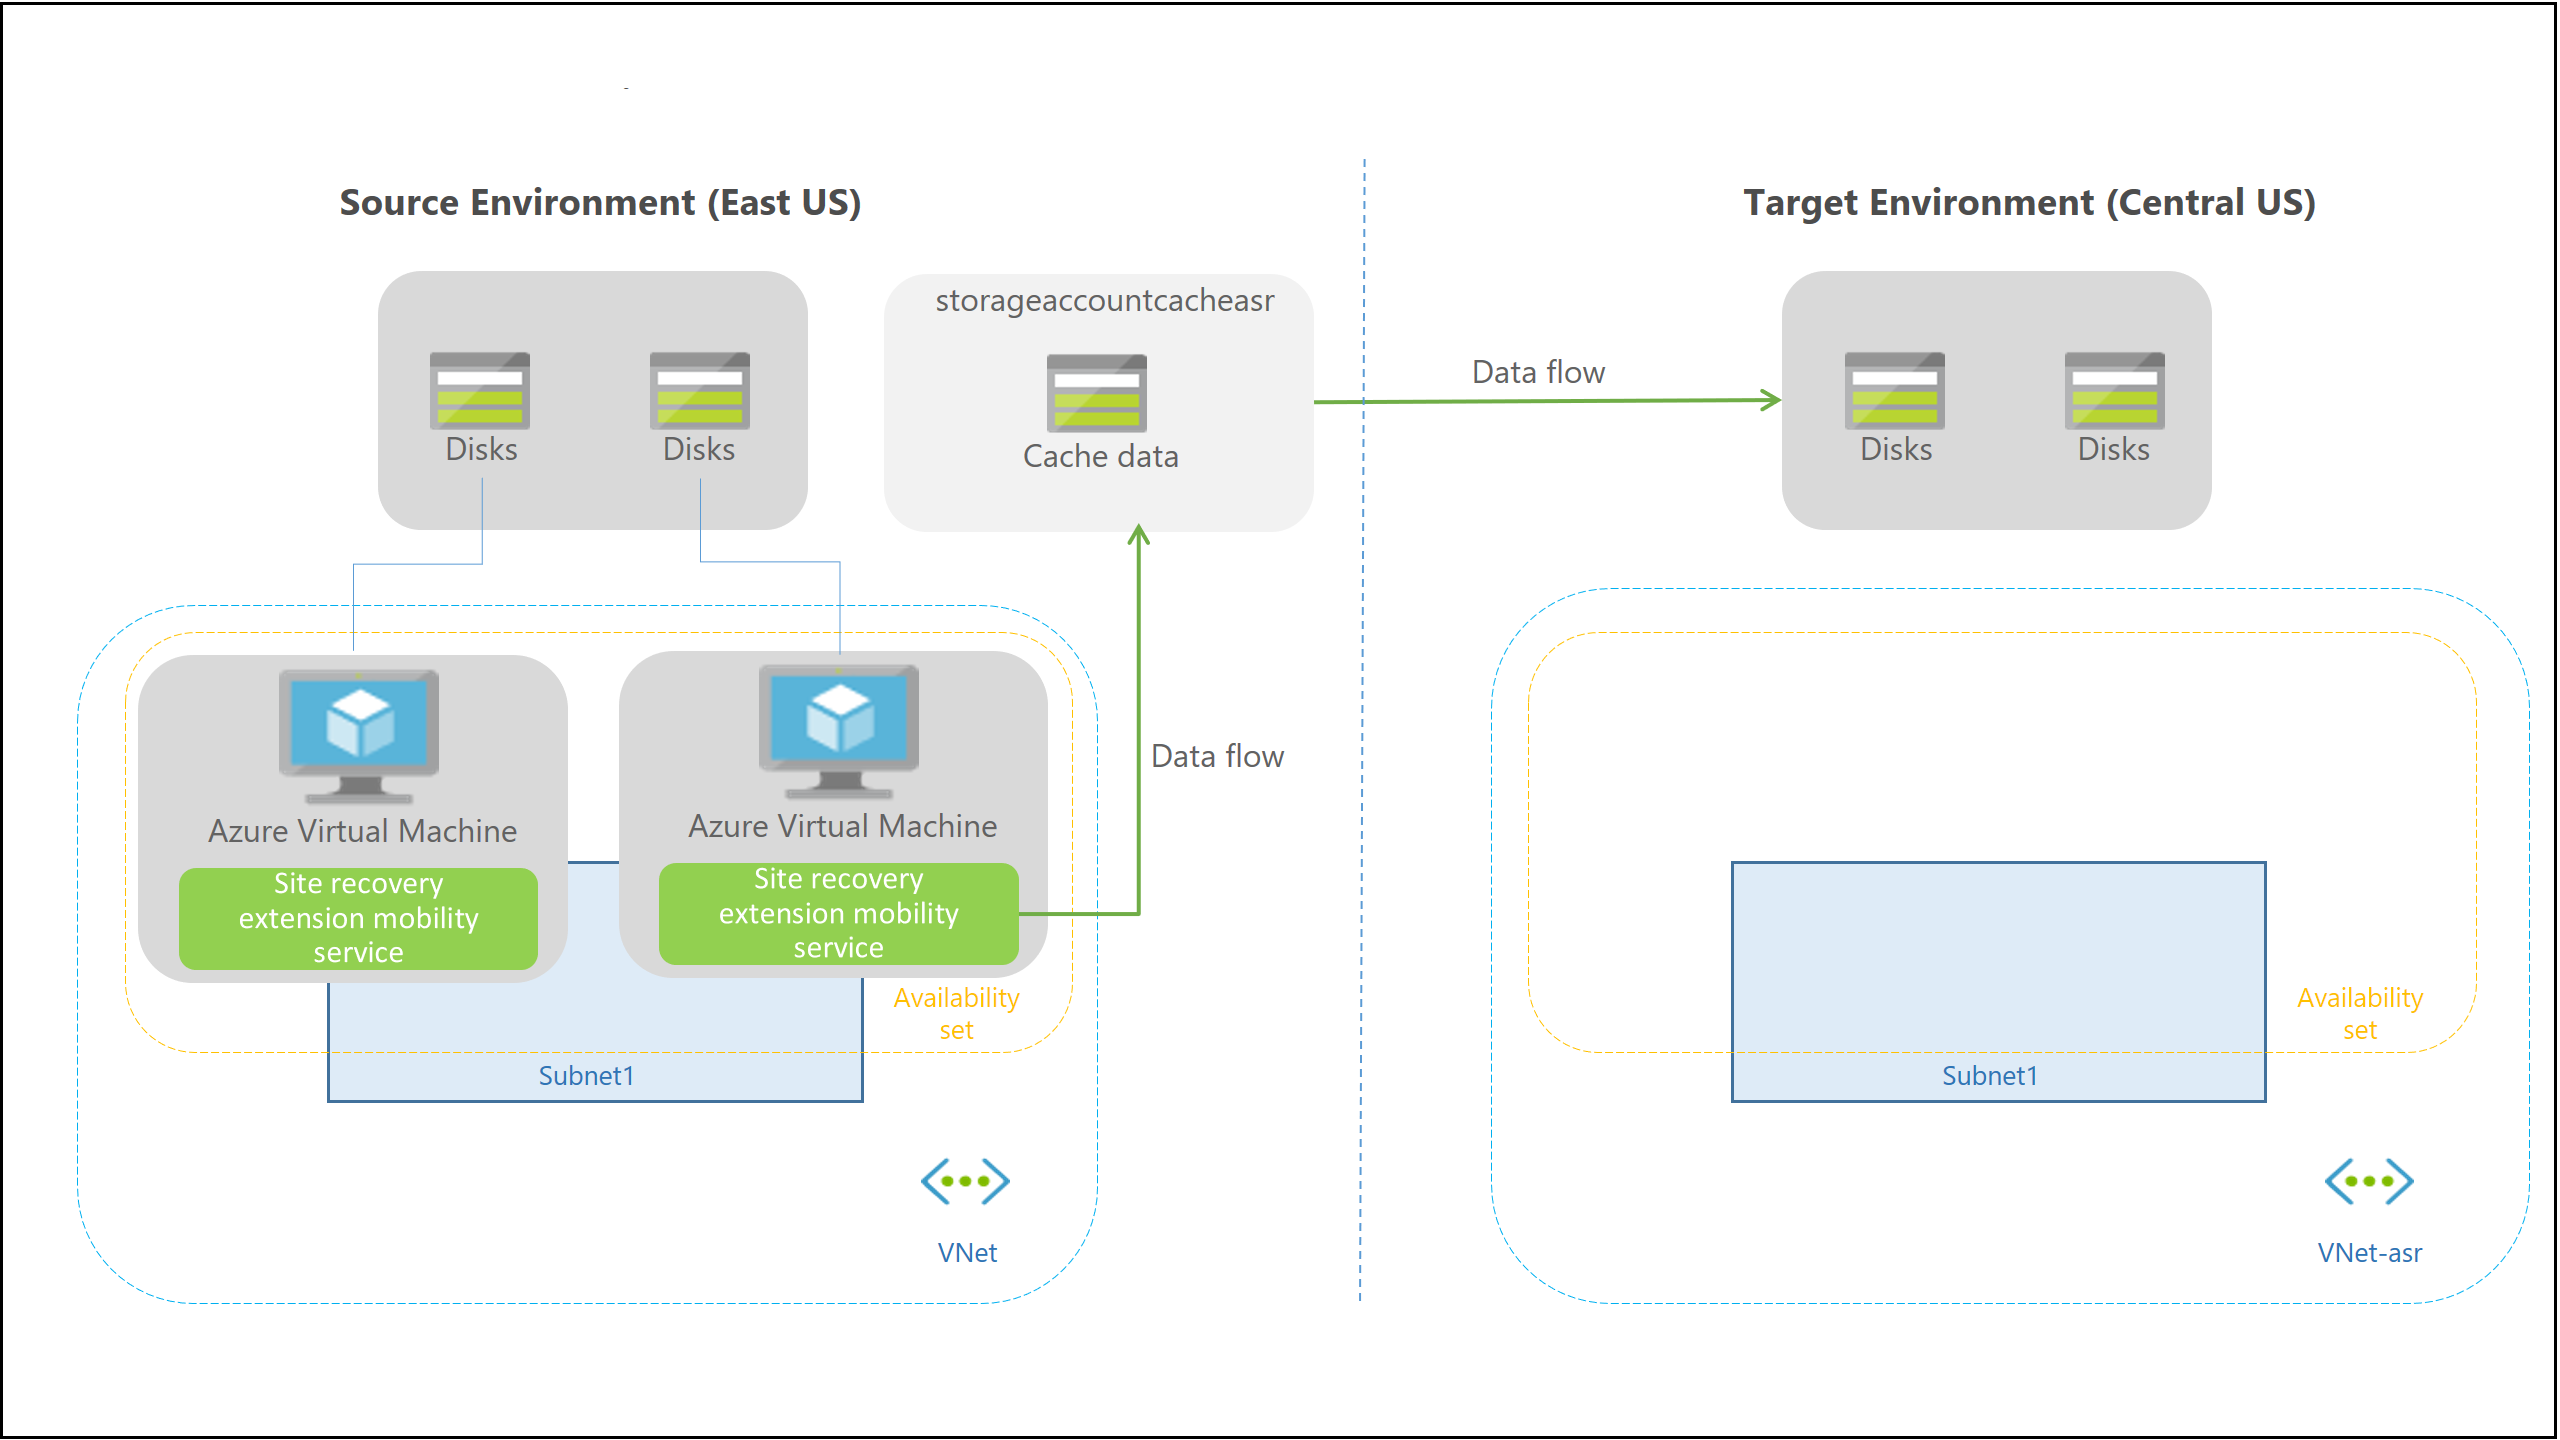 Source Environment (East US)
Target Environment (Central US)
storageaccountcacheasr
Disks
Disks
Cache data
Data flow
Disks
Disks
Data flow
Azure Virtual Machine
Site recovery
extension mobility
service
Azure Virtual Machine
Site recovery
extension mobility
service
Availability
set
Subnet1
VNet
Availability
set
Subnet1
VNet-asr